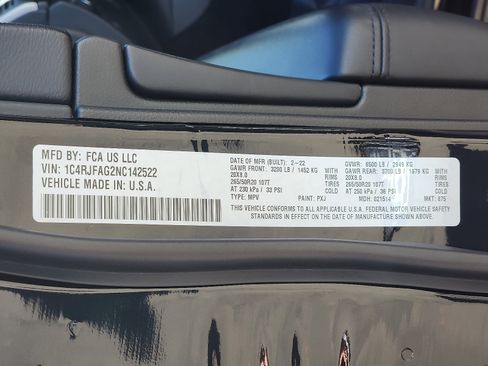 MFD BY: FCA US LLC
VIN: 1C4RJFAG2NC142522
VEHICLE MADE IN: U.S.A.
DATE OF MFR (BUILT): 2-22 GVWR: 6500 LB / 2949 KG
GAWR FRONT: 3200 LB / 1452 KG WITH GAWR REAR: 3700 LB / 1679 KG WITH
20X8.0 RIMS 20X8.0 RIMS
265/50R20 107T TIRES 265/50R20 107T TIRES
AT 230 kPa / 33 PSI AT 250 kPa / 36 PSI COLD
TYPE: MPV PAINT: PXJ MDH: 021514 MKT: 875
THIS VEHICLE CONFORMS TO ALL APPLICABLE U.S.A. FEDERAL MOTOR VEHICLE SAFETY
STANDARDS IN EFFECT ON THE DATE OF MANUFACTURE SHOWN ABOVE.